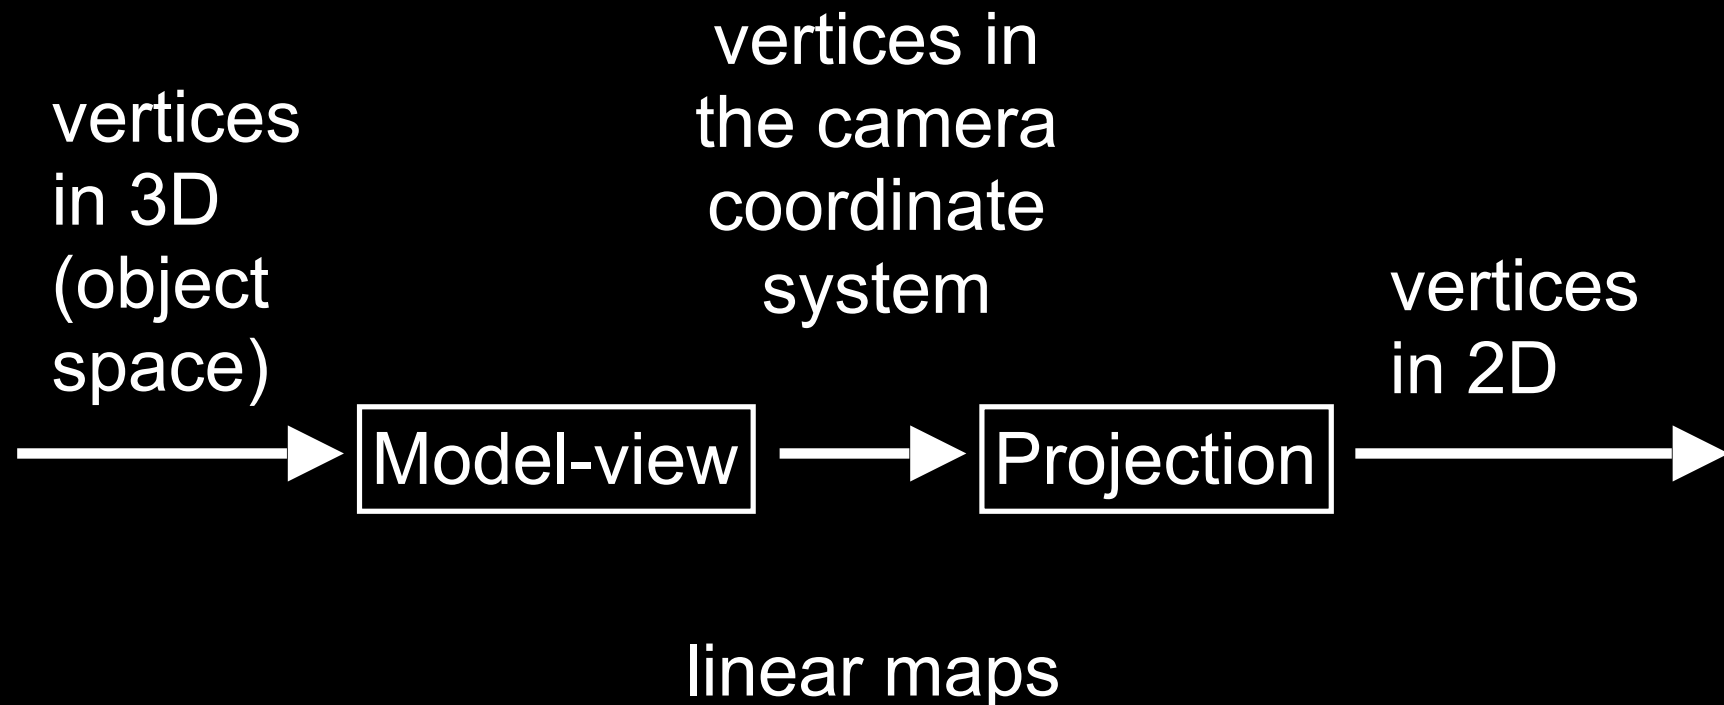 vertices
in 3D
(object
space)
vertices in
the camera
coordinate
system
vertices
in 2D
Model-view
Projection
linear maps